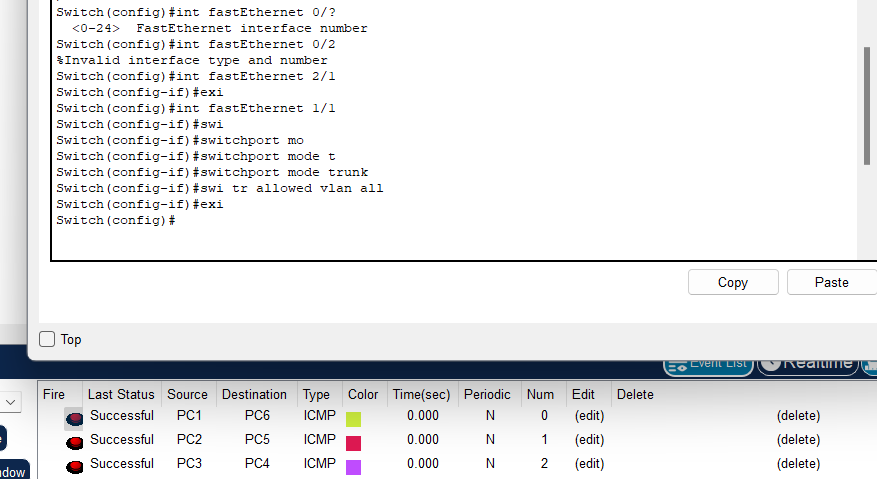 Switch(config)#int fastEthernet 0/?
<0-24> FastEthernet interface number
Switch(config)#int fastEthernet 0/2
%Invalid interface type and number
Switch(config)#int fastEthernet 2/1
Switch(config-if)#exi
Switch(config)#int fastEthernet 1/1
Switch(config-if)#swi
Switch(config-if)#switchport mo
Switch(config-if)#switchport mode t
Switch(config-if)#switchport mode trunk
Switch(config-if)#swi tr allowed vlan all
Switch(config-if)#exi
Switch(config)#
Copy Paste
Top
Event List Realtime
Fire Last Status Source Destination Type Color Time(sec) Periodic Num Edit Delete
Successful PC1 PC6 ICMP 0.000 N 0 (edit) (delete)
Successful PC2 PC5 ICMP 0.000 N 1 (edit) (delete)
Successful PC3 PC4 ICMP 0.000 N 2 (edit) (delete)